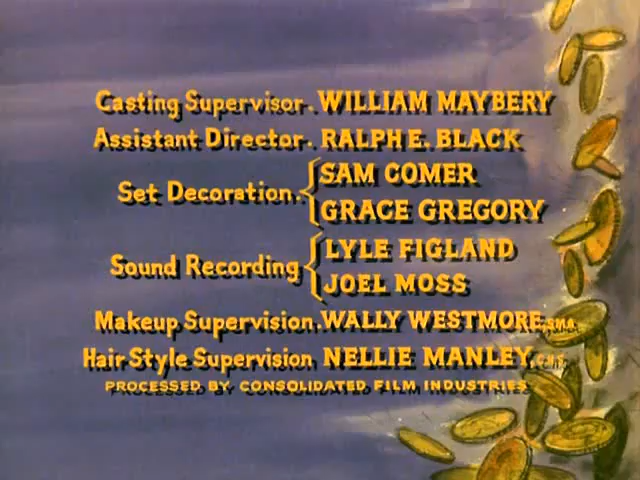 Casting Supervisor. WILLIAM MAYBERY
Assistant Director. RALPH E. BLACK
Set Decoration. SAM COMER
GRACE GREGORY
Sound Recording LYLE FIGLAND
JOEL MOSS
Makeup Supervision. WALLY WESTMORE, S.M.A.
Hair Style Supervision NELLIE MANLEY, C.H.S.
PROCESSED BY CONSOLIDATED FILM INDUSTRIES